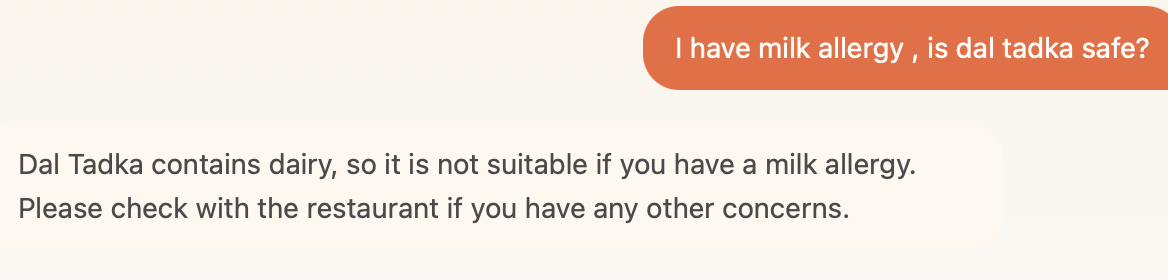 I have milk allergy , is dal tadka safe?
Dal Tadka contains dairy, so it is not suitable if you have a milk allergy.
Please check with the restaurant if you have any other concerns.